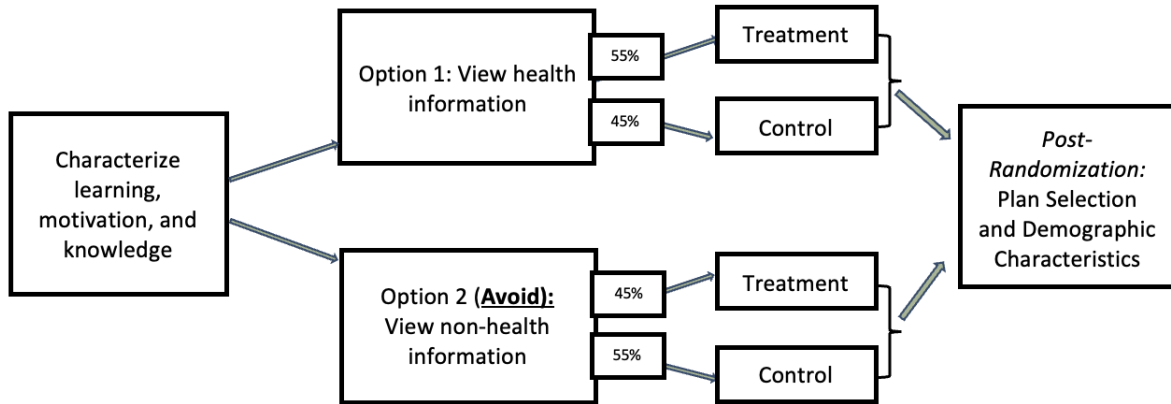 Characterize
learning,
motivation, and
knowledge
Option 1: View health
information
55%
45%
Treatment
Control
Option 2 (Avoid):
View non-health
information
45%
55%
Treatment
Control
Post-
Randomization:
Plan Selection
and Demographic
Characteristics